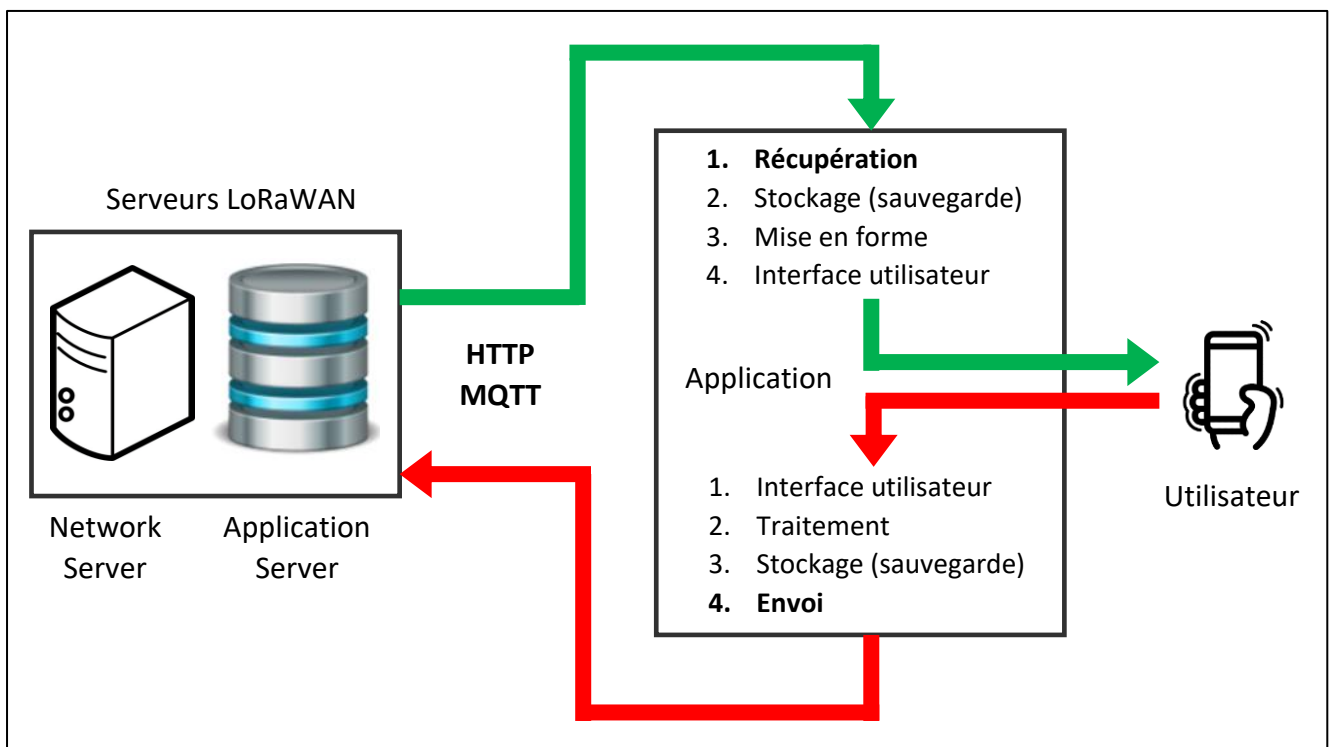 Serveurs LoRaWAN
Network
Server
Application
Server
HTTP
MQTT
1. Récupération
2. Stockage (sauvegarde)
3. Mise en forme
4. Interface utilisateur
Application
1. Interface utilisateur
2. Traitement
3. Stockage (sauvegarde)
4. Envoi
Utilisateur